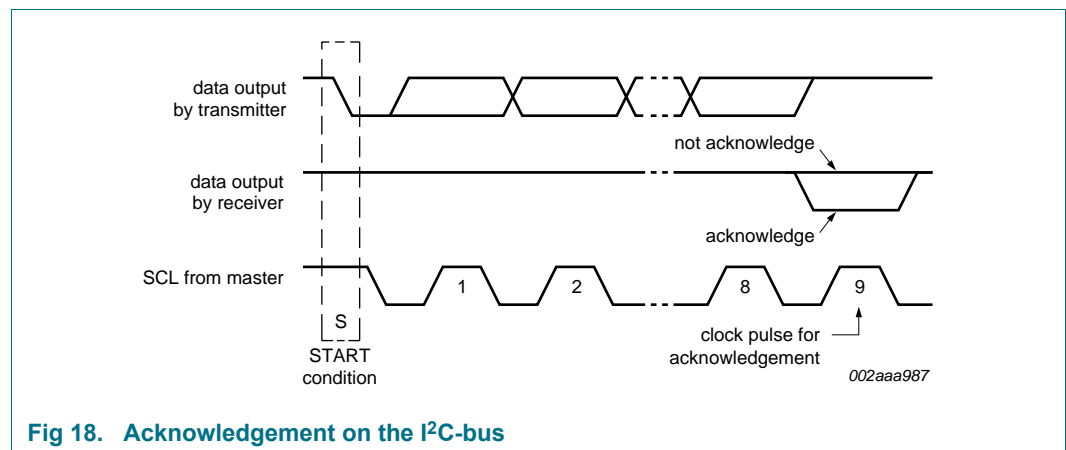 data output
by transmitter
not acknowledge
data output
by receiver
acknowledge
SCL from master
1
2
8
9
S
START
condition
clock pulse for
acknowledgement
002aaa987
Fig 18. Acknowledgement on the I²C-bus